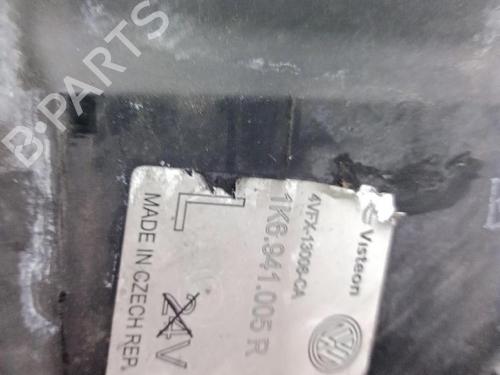 B-PARTS
Visteon
4VFX-13006-CA
1K6.941.005 R
L
24V
MADE IN CZECH REP.